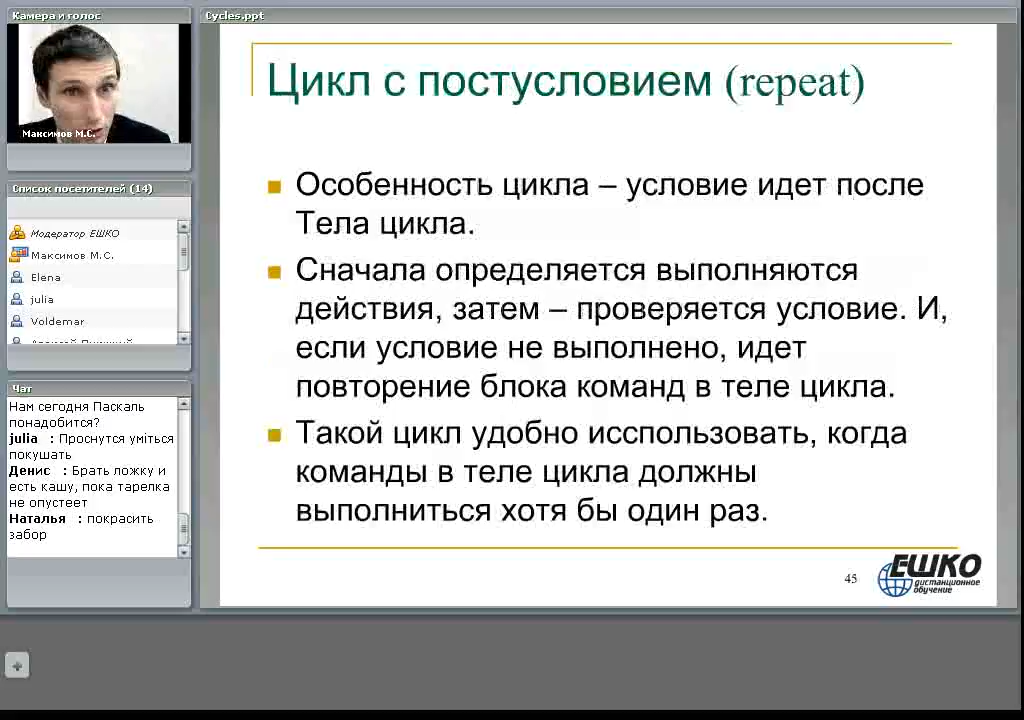 Камера и голос
Максимов М.С.
Список посетителей (14)
Модератор ЕШКО
Максимов М.С.
Elena
julia
Voldemar
Чат
Нам сегодня Паскаль
понадобится?
julia : Проснутся уміться
покушать
Денис : Брать ложку и
есть кашу, пока тарелка
не опустеет
Наталья : покрасить
забор
Cycles.ppt
Цикл с постусловием (repeat)
Особенность цикла – условие идет после
Тела цикла.
Сначала определяется выполняются
действия, затем – проверяется условие. И,
если условие не выполнено, идет
повторение блока команд в теле цикла.
Такой цикл удобно исспользовать, когда
команды в теле цикла должны
выполниться хотя бы один раз.
45
ЕШКО
дистанционное
обучение